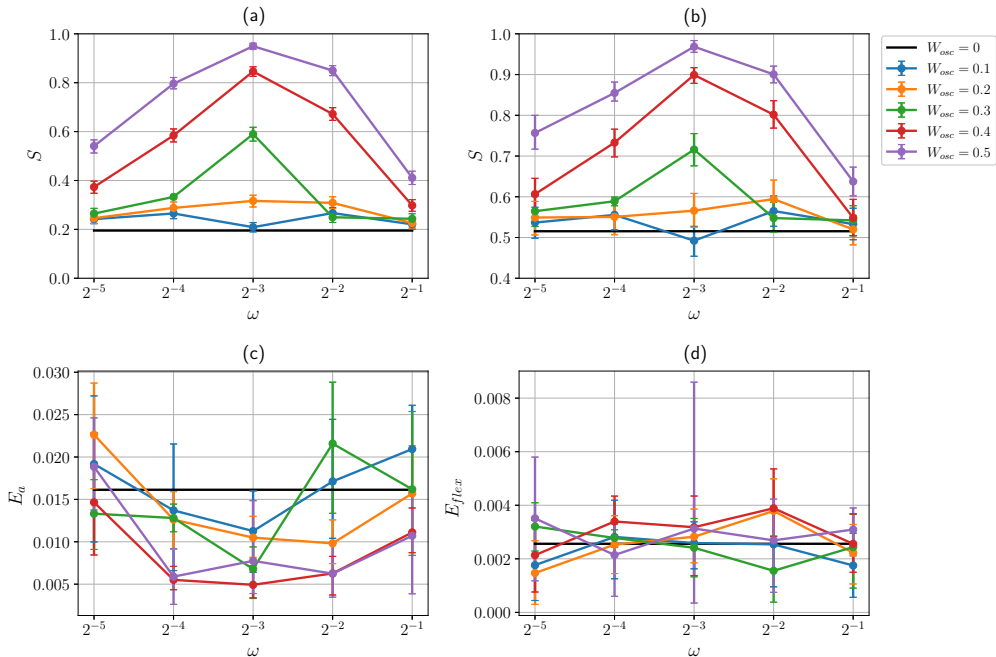 (a)
1.0
0.8
0.6
0.4
0.2
0.0
S
2⁻⁵ 2⁻⁴ 2⁻³ 2⁻² 2⁻¹
ω
(b)
1.0
0.9
0.8
0.7
0.6
0.5
0.4
S
2⁻⁵ 2⁻⁴ 2⁻³ 2⁻² 2⁻¹
ω
W_osc = 0
W_osc = 0.1
W_osc = 0.2
W_osc = 0.3
W_osc = 0.4
W_osc = 0.5
(c)
0.030
0.025
0.020
0.015
0.010
0.005
E_a
2⁻⁵ 2⁻⁴ 2⁻³ 2⁻² 2⁻¹
ω
(d)
0.008
0.006
0.004
0.002
0.000
E_flex
2⁻⁵ 2⁻⁴ 2⁻³ 2⁻² 2⁻¹
ω